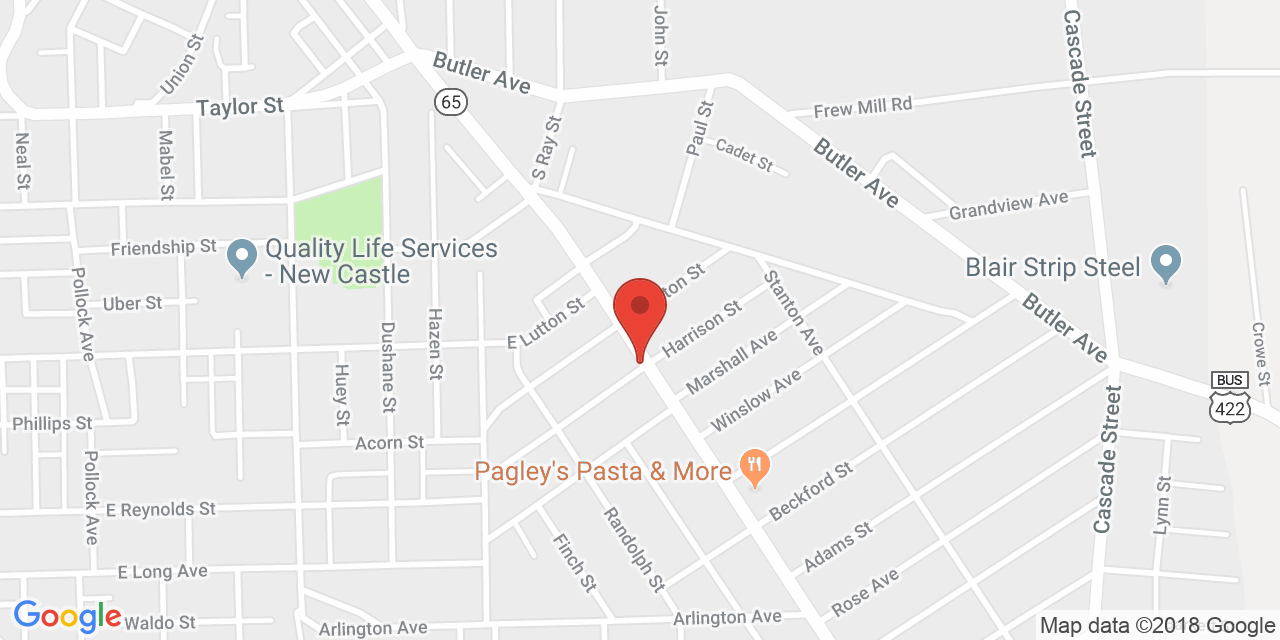 John St
Cascade Street
Union St
Butler Ave
Taylor St
65
Frew Mill Rd
Neal St
Mabel St
S Ray St
Paul St
Cadet St
Butler Ave
Grandview Ave
Friendship St
Quality Life Services
- New Castle
Blair Strip Steel
Pollock Ave
Uber St
E Lutton St
Stanton Ave
Harrison St
Butler Ave
Dushane St
Hazen St
Marshall Ave
Crowe St
Huey St
Winslow Ave
BUS
422
Phillips St
Acorn St
Pagley's Pasta & More
Cascade Street
Pollock Ave
Beckford St
Lynn St
E Reynolds St
Finch St
Randolph St
Adams St
E Long Ave
Rose Ave
Google
Waldo St
Arlington Ave
Arlington Ave
Map data ©2018 Google